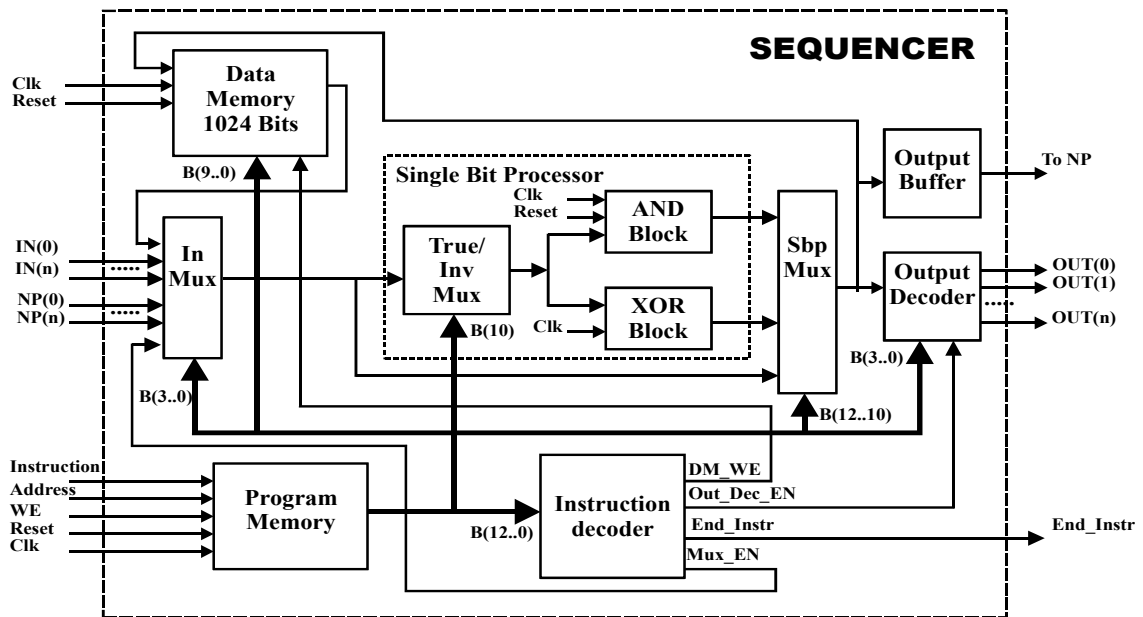 SEQUENCER
Clk
Reset
Data
Memory
1024 Bits
B(9..0)
Single Bit Processor
Clk
Reset
AND
Block
True/
Inv
Mux
XOR
Block
Clk
B(10)
Sbp
Mux
Output
Buffer
To NP
Output
Decoder
OUT(0)
OUT(1)
.....
OUT(n)
B(3..0)
IN(0)
.....
IN(n)
NP(0)
.....
NP(n)
In
Mux
B(3..0)
B(12..10)
Instruction
Address
WE
Reset
Clk
Program
Memory
B(12..0)
Instruction
decoder
DM_WE
Out_Dec_EN
End_Instr
Mux_EN
End_Instr